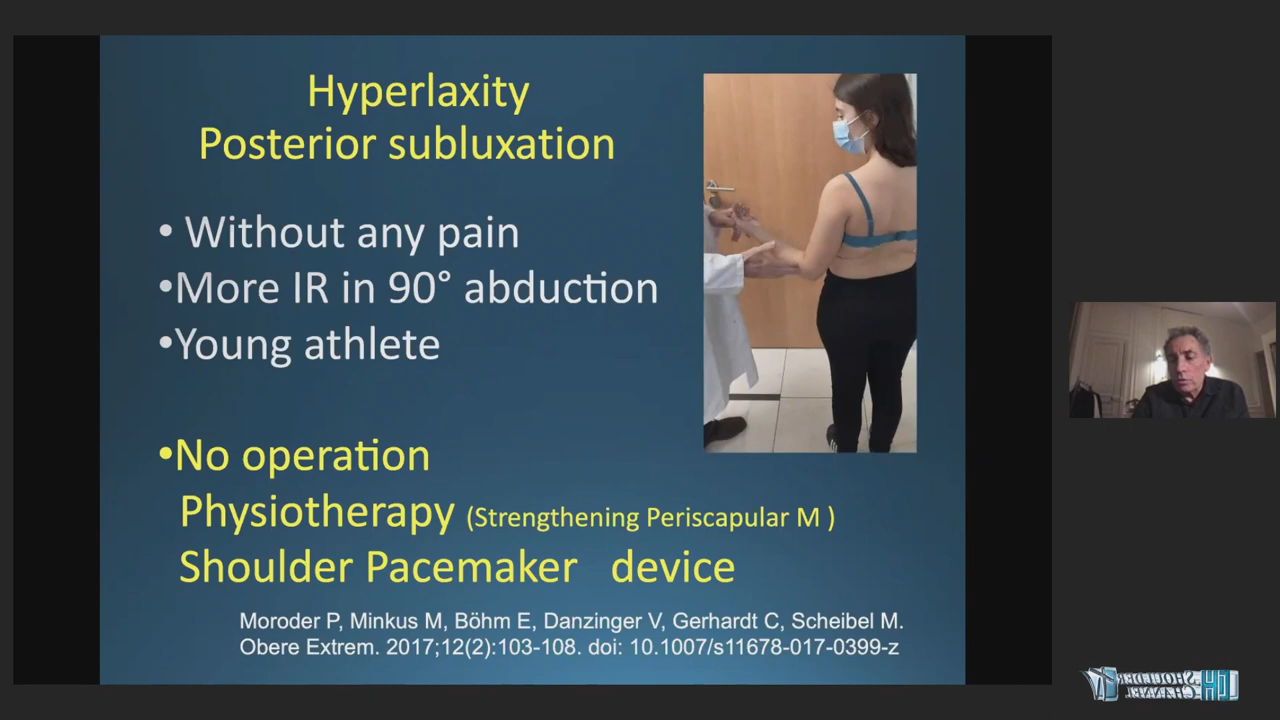 Hyperlaxity
Posterior subluxation
• Without any pain
•More IR in 90° abduction
•Young athlete
•No operation
Physiotherapy (Strengthening Periscapular M )
Shoulder Pacemaker device
Moroder P, Minkus M, Böhm E, Danzinger V, Gerhardt C, Scheibel M.
Obere Extrem. 2017;12(2):103-108. doi: 10.1007/s11678-017-0399-z
SHOULDER
CHANNEL